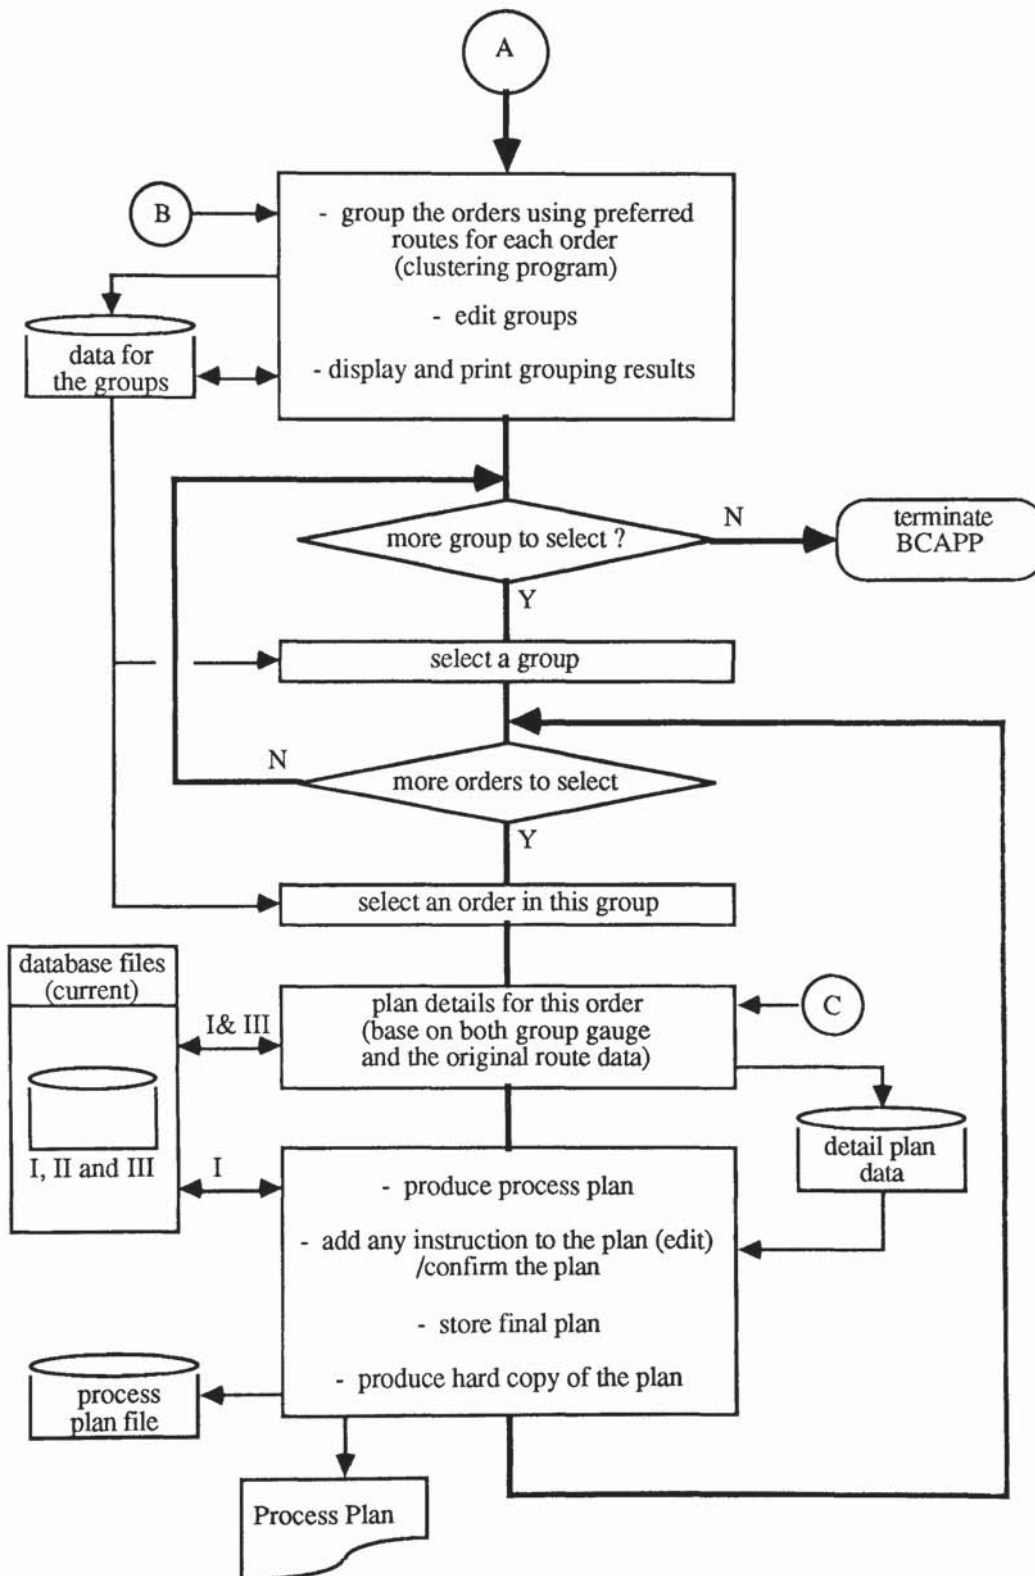 A
B
- group the orders using preferred
routes for each order
(clustering program)
- edit groups
- display and print grouping results
data for
the groups
more group to select ?
N
terminate
BCAPP
Y
select a group
N
more orders to select
Y
select an order in this group
database files
(current)
I& III
plan details for this order
(base on both group gauge
and the original route data)
C
I, II and III
I
detail plan
data
- produce process plan
- add any instruction to the plan (edit)
/confirm the plan
- store final plan
- produce hard copy of the plan
process
plan file
Process Plan